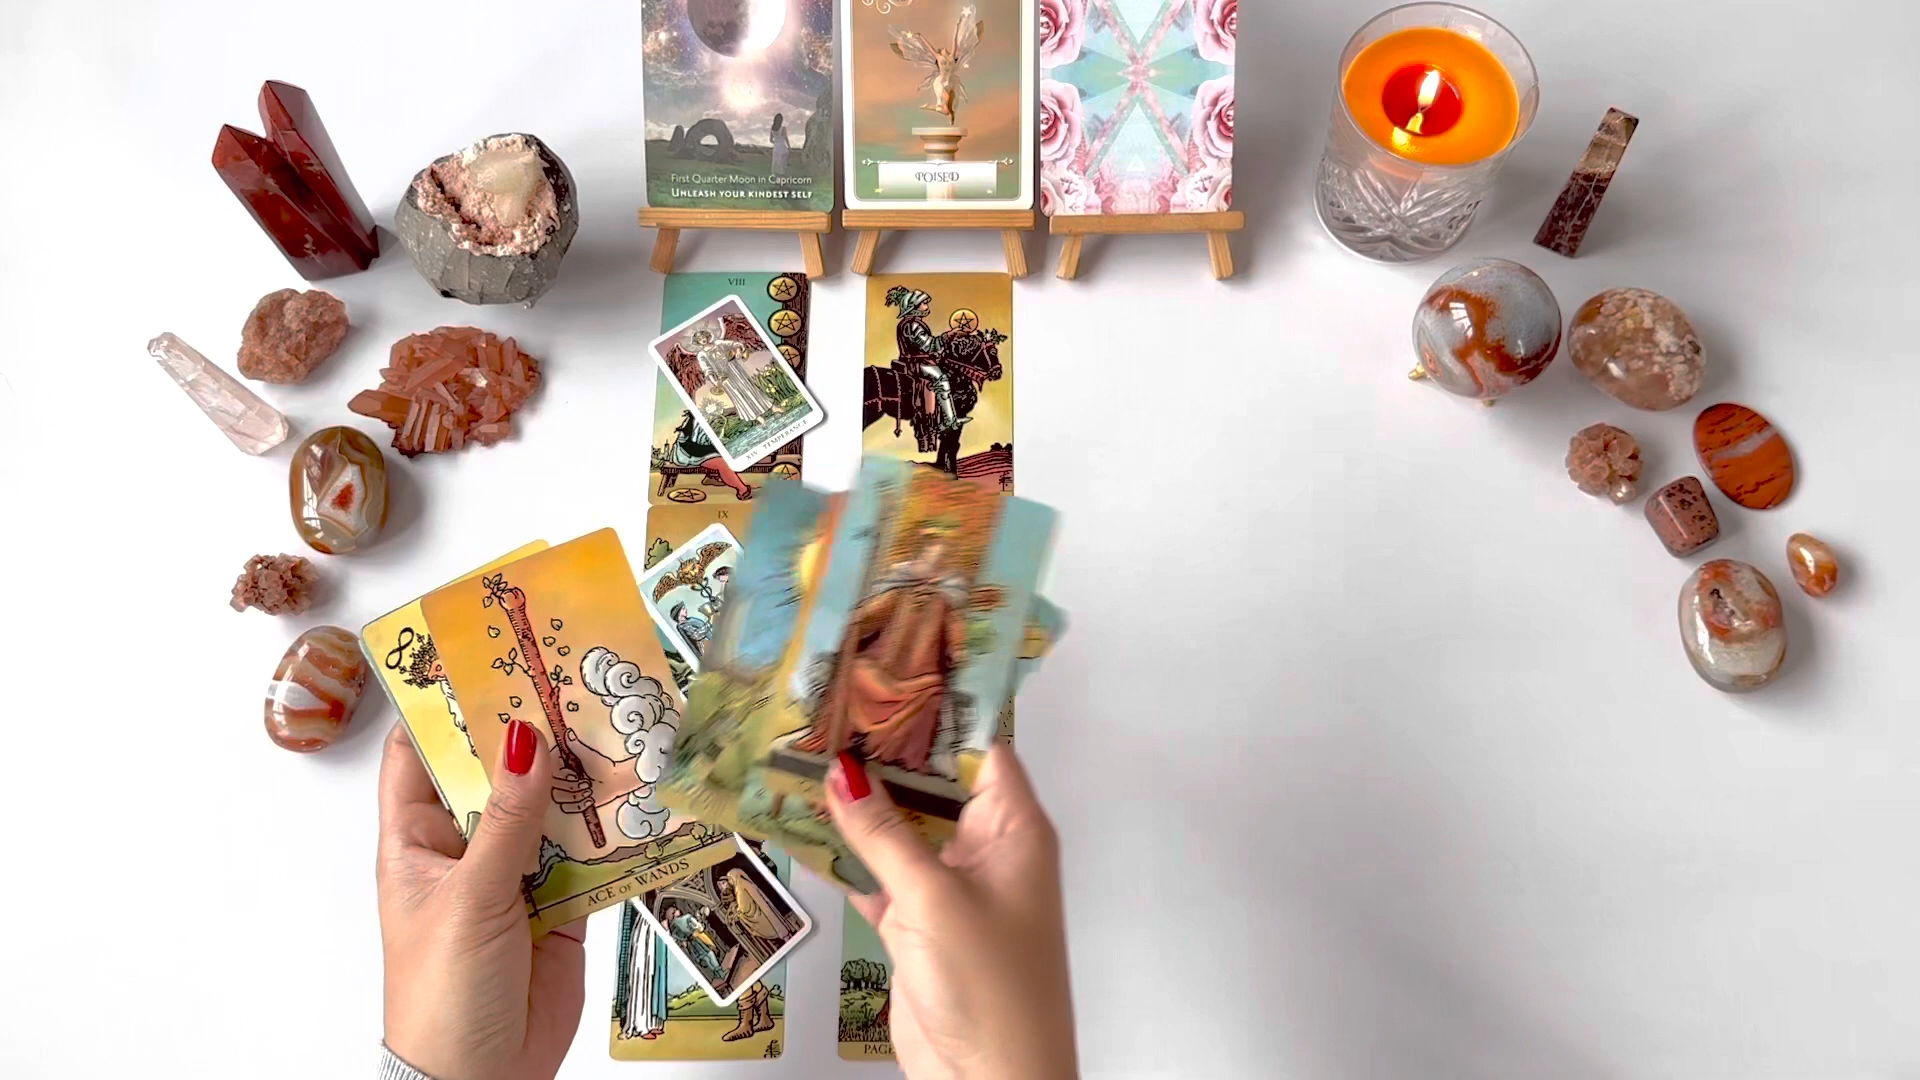 First Quarter Moon in Capricorn
UNLEASH YOUR KINDEST SELF
POISED
VIII
XIV TEMPERANCE
IX
ACE OF WANDS
PAGE